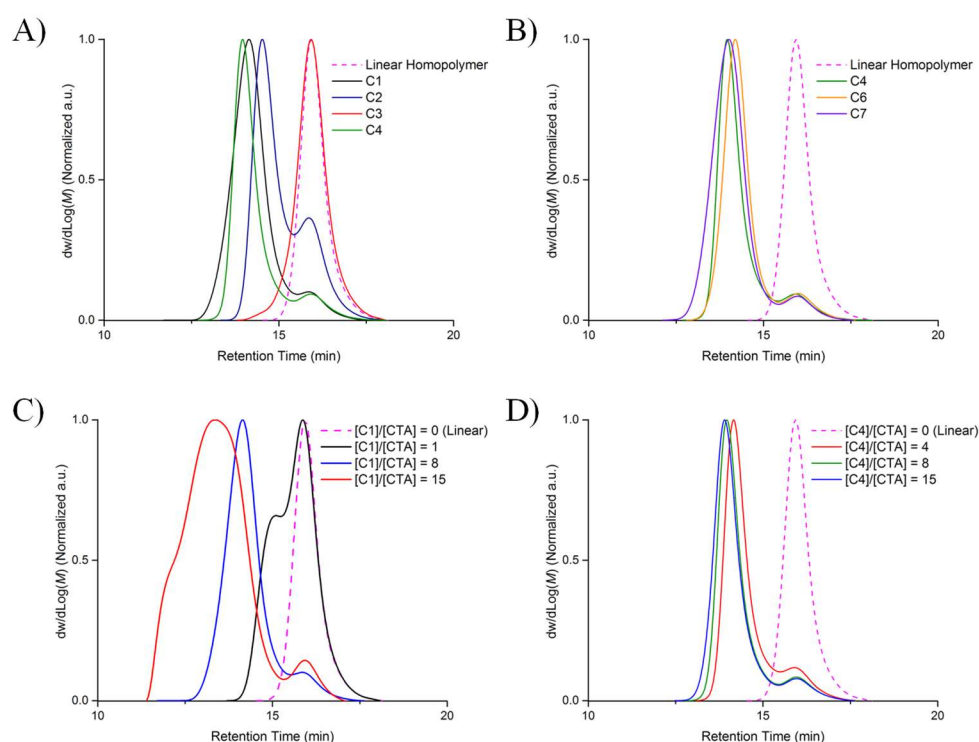 A)
dw/dLog(M) (Normalized a.u.)
1.0
0.5
0.0
10
15
20
Retention Time (min)
Linear Homopolymer
C1
C2
C3
C4
B)
dw/dLog(M) (Normalized a.u.)
1.0
0.5
0.0
10
15
20
Retention Time (min)
Linear Homopolymer
C4
C6
C7
C)
dw/dLog(M) (Normalized a.u.)
1.0
0.5
0.0
10
15
20
Retention Time (min)
[C1]/[CTA] = 0 (Linear)
[C1]/[CTA] = 1
[C1]/[CTA] = 8
[C1]/[CTA] = 15
D)
dw/dLog(M) (Normalized a.u.)
1.0
0.5
0.0
10
15
20
Retention Time (min)
[C4]/[CTA] = 0 (Linear)
[C4]/[CTA] = 4
[C4]/[CTA] = 8
[C4]/[CTA] = 15